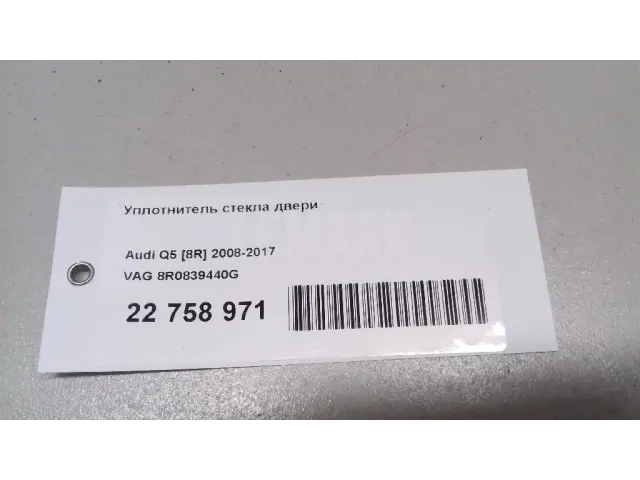 Уплотнитель стекла двери
Audi Q5 [8R] 2008-2017
VAG 8R0839440G
22 758 971